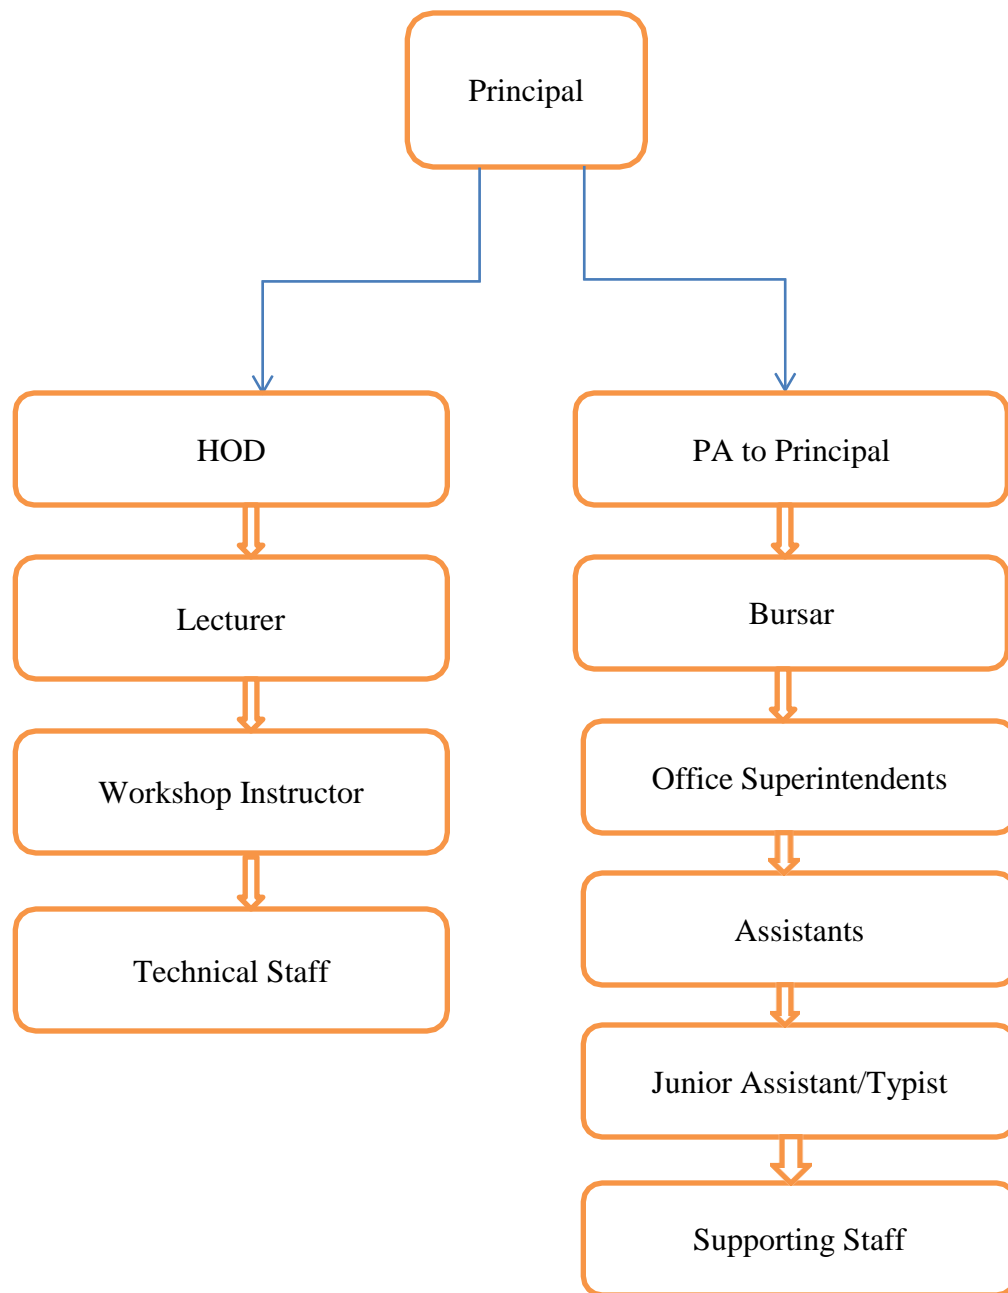 Principal
HOD
PA to Principal
Lecturer
Bursar
Workshop Instructor
Office Superintendents
Technical Staff
Assistants
Junior Assistant/Typist
Supporting Staff